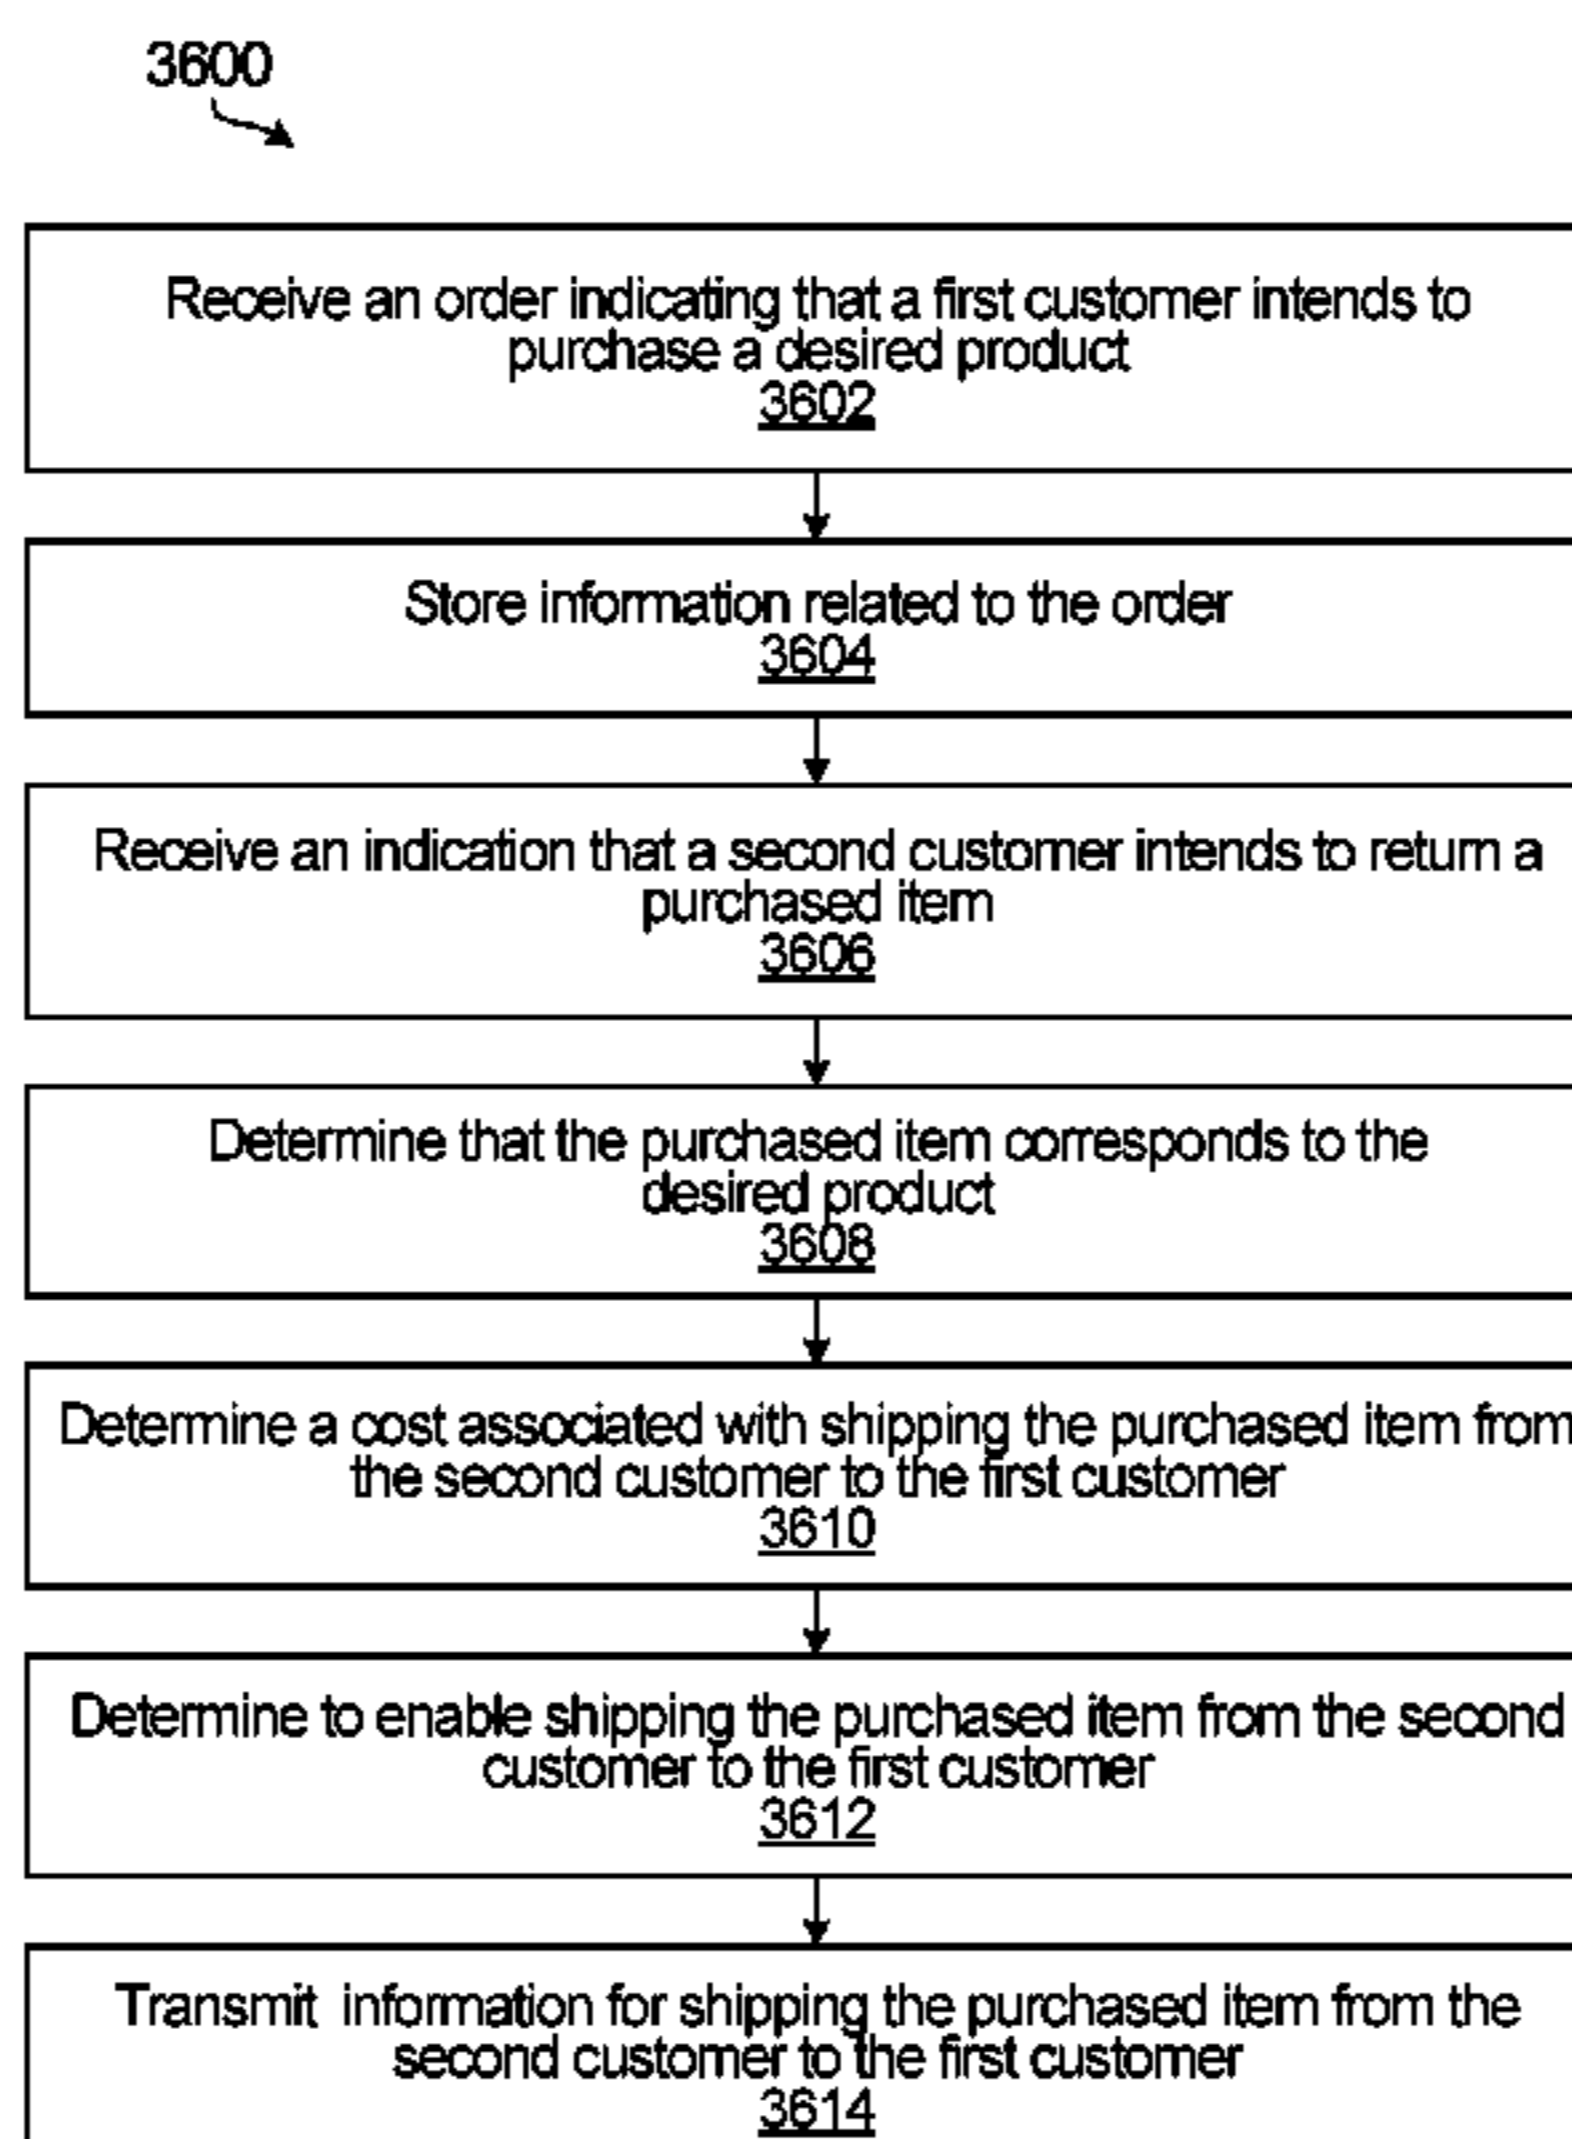 3600
Receive an order indicating that a first customer intends to
purchase a desired product
3602
Store information related to the order
3604
Receive an indication that a second customer intends to return a
purchased item
3606
Determine that the purchased item corresponds to the
desired product
3608
Determine a cost associated with shipping the purchased item from
the second customer to the first customer
3610
Determine to enable shipping the purchased item from the second
customer to the first customer
3612
Transmit information for shipping the purchased item from the
second customer to the first customer
3614